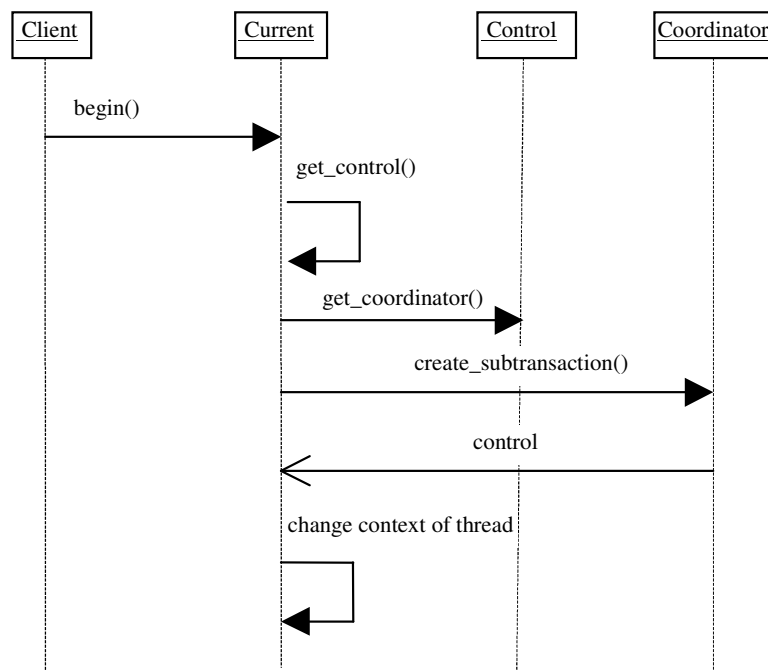 Client
Current
Control
Coordinator
begin()
get_control()
get_coordinator()
create_subtransaction()
control
change context of thread